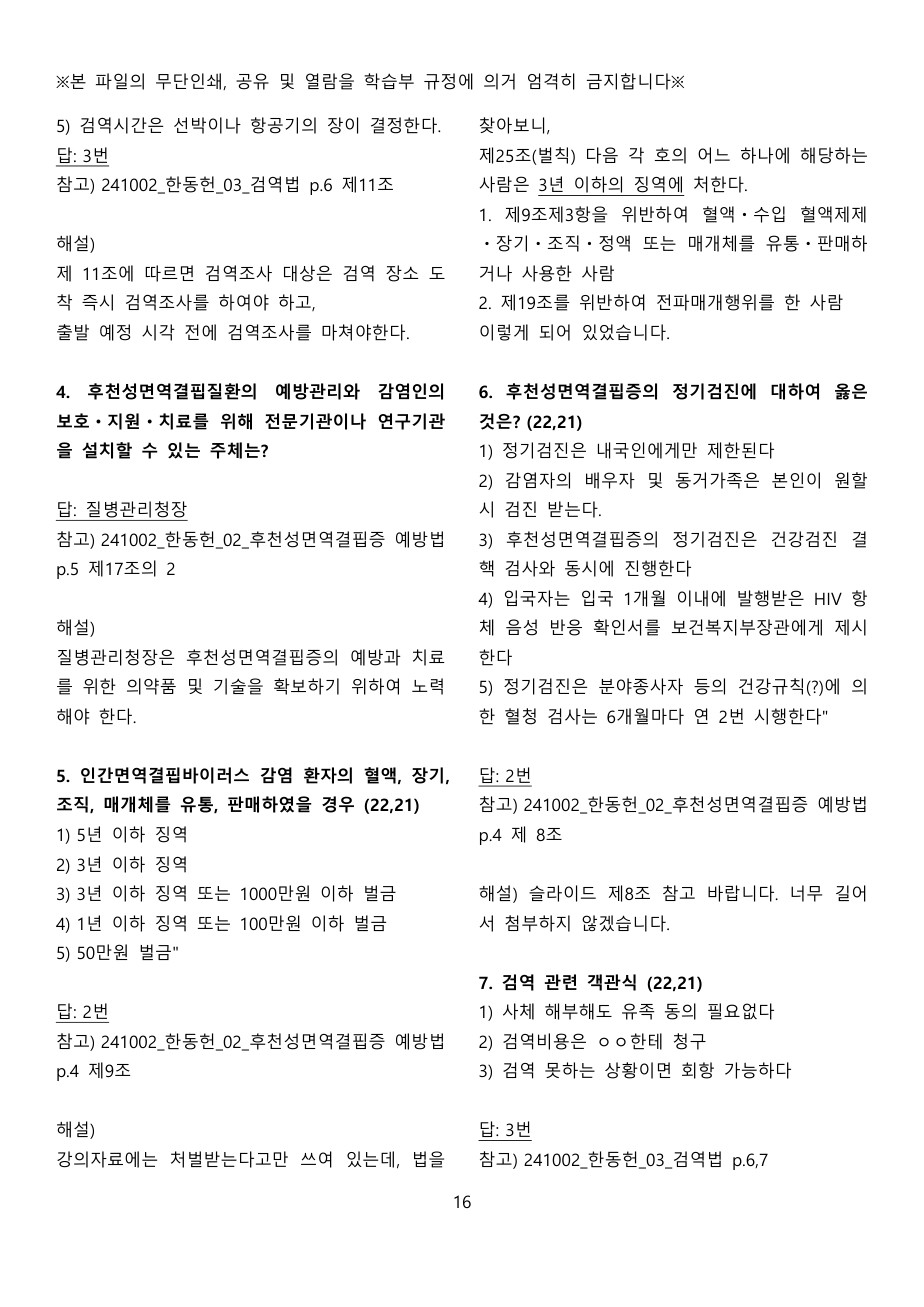 ※본 파일의 무단인쇄, 공유 및 열람을 학습부 규정에 의거 엄격히 금지합니다※
5) 검역시간은 선박이나 항공기의 장이 결정한다.
답: 3번
참고) 241002_한동헌_03_검역법 p.6 제11조
해설)
제 11조에 따르면 검역조사 대상은 검역 장소 도
착 즉시 검역조사를 하여야 하고,
출발 예정 시각 전에 검역조사를 마쳐야한다.
4. 후천성면역결핍질환의 예방관리와 감염인의
보호・지원・치료를 위해 전문기관이나 연구기관
을 설치할 수 있는 주체는?
답: 질병관리청장
참고) 241002_한동헌_02_후천성면역결핍증 예방법
p.5 제17조의 2
해설)
질병관리청장은 후천성면역결핍증의 예방과 치료
를 위한 의약품 및 기술을 확보하기 위하여 노력
해야 한다.
5. 인간면역결핍바이러스 감염 환자의 혈액, 장기,
조직, 매개체를 유통, 판매하였을 경우 (22,21)
1) 5년 이하 징역
2) 3년 이하 징역
3) 3년 이하 징역 또는 1000만원 이하 벌금
4) 1년 이하 징역 또는 100만원 이하 벌금
5) 50만원 벌금"
답: 2번
참고) 241002_한동헌_02_후천성면역결핍증 예방법
p.4 제9조
해설)
강의자료에는 처벌받는다고만 쓰여 있는데, 법을
찾아보니,
제25조(벌칙) 다음 각 호의 어느 하나에 해당하는
사람은 3년 이하의 징역에 처한다.
1. 제9조제3항을 위반하여 혈액・수입 혈액제제
・장기・조직・정액 또는 매개체를 유통・판매하
거나 사용한 사람
2. 제19조를 위반하여 전파매개행위를 한 사람
이렇게 되어 있었습니다.
6. 후천성면역결핍증의 정기검진에 대하여 옳은
것은? (22,21)
1) 정기검진은 내국인에게만 제한된다
2) 감염자의 배우자 및 동거가족은 본인이 원할
시 검진 받는다.
3) 후천성면역결핍증의 정기검진은 건강검진 결
핵 검사와 동시에 진행한다
4) 입국자는 입국 1개월 이내에 발행받은 HIV 항
체 음성 반응 확인서를 보건복지부장관에게 제시
한다
5) 정기검진은 분야종사자 등의 건강규칙(?)에 의
한 혈청 검사는 6개월마다 연 2번 시행한다"
답: 2번
참고) 241002_한동헌_02_후천성면역결핍증 예방법
p.4 제 8조
해설) 슬라이드 제8조 참고 바랍니다. 너무 길어
서 첨부하지 않겠습니다.
7. 검역 관련 객관식 (22,21)
1) 사체 해부해도 유족 동의 필요없다
2) 검역비용은 ㅇㅇ한테 청구
3) 검역 못하는 상황이면 회항 가능하다
답: 3번
참고) 241002_한동헌_03_검역법 p.6,7
16